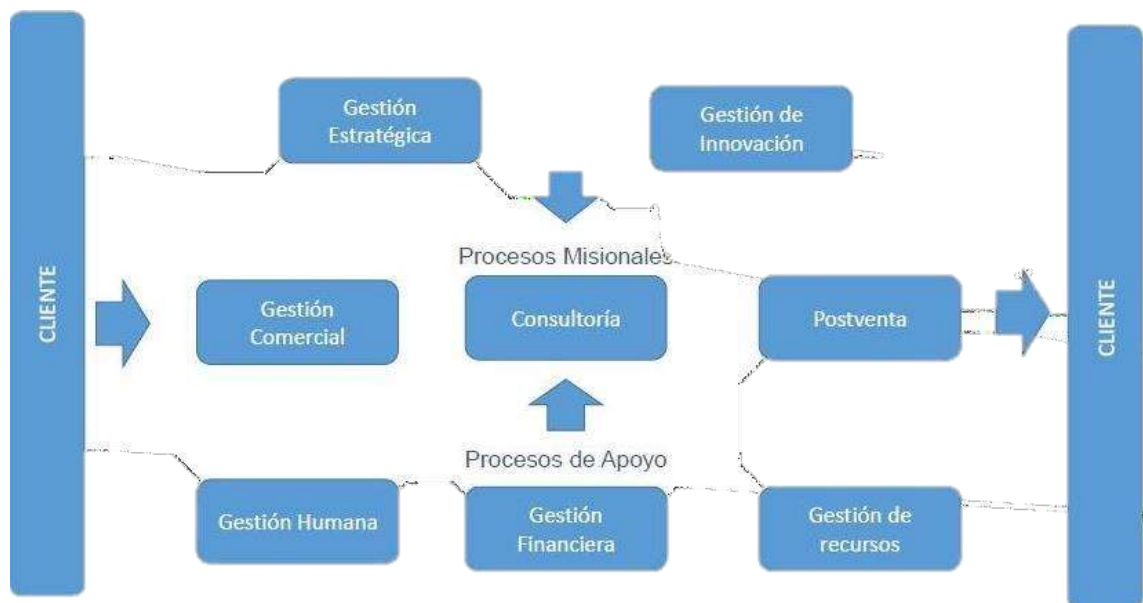 Gestión
Estratégica
Gestión de
Innovación
Procesos Misionales
CLIENTE
Gestión
Comercial
Consultoría
Postventa
CLIENTE
Procesos de Apoyo
Gestión Humana
Gestión
Financiera
Gestión de
recursos